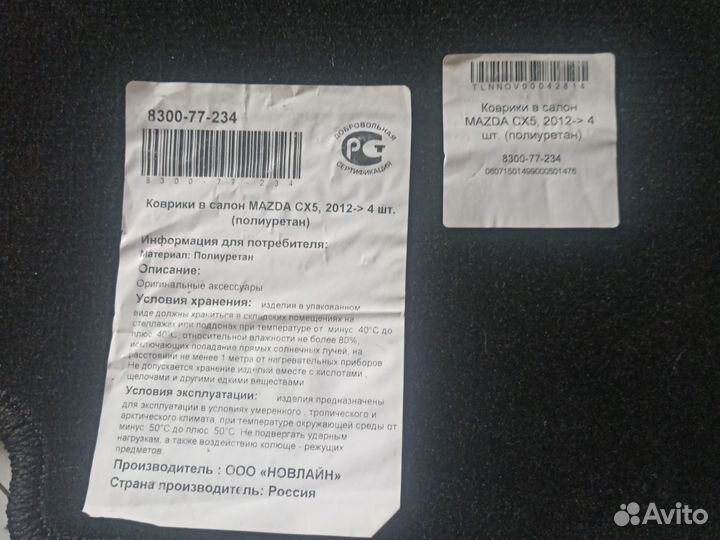 8300-77-234
ДОБРОВОЛЬНАЯ
РСТ
СЕРТИФИКАЦИЯ
8300-77-234
Коврики в салон MAZDA CX5, 2012-> 4 шт.
(полиуретан)
Информация для потребителя:
Материал: Полиуретан
Описание:
Оригинальные аксессуары
Условия хранения: изделия в упакованном
виде должны храниться в складских помещениях на
стеллажах или поддонах при температуре от минус 40°С до
плюс 40°С, относительной влажности не более 80%,
исключающих попадание прямых солнечных лучей, на
расстоянии не менее 1 метра от нагревательных приборов
Не допускается хранение изделий вместе с кислотами ,
щелочами и другими едкими веществами
Условия эксплуатации: изделия предназначены
для эксплуатации в условиях умеренного , тропического и
арктического климата, при температуре окружающей среды от
минус 50°С до плюс 50°С. Не подвергать ударным
нагрузкам, а также воздействию колюще - режущих
предметов.
Производитель : ООО «НОВЛАЙН»
Страна производитель: Россия
TLNNOV00042814
Коврики в салон
MAZDA CX5, 2012-> 4
шт. (полиуретан)
8300-77-234
06071501499000501476
Avito